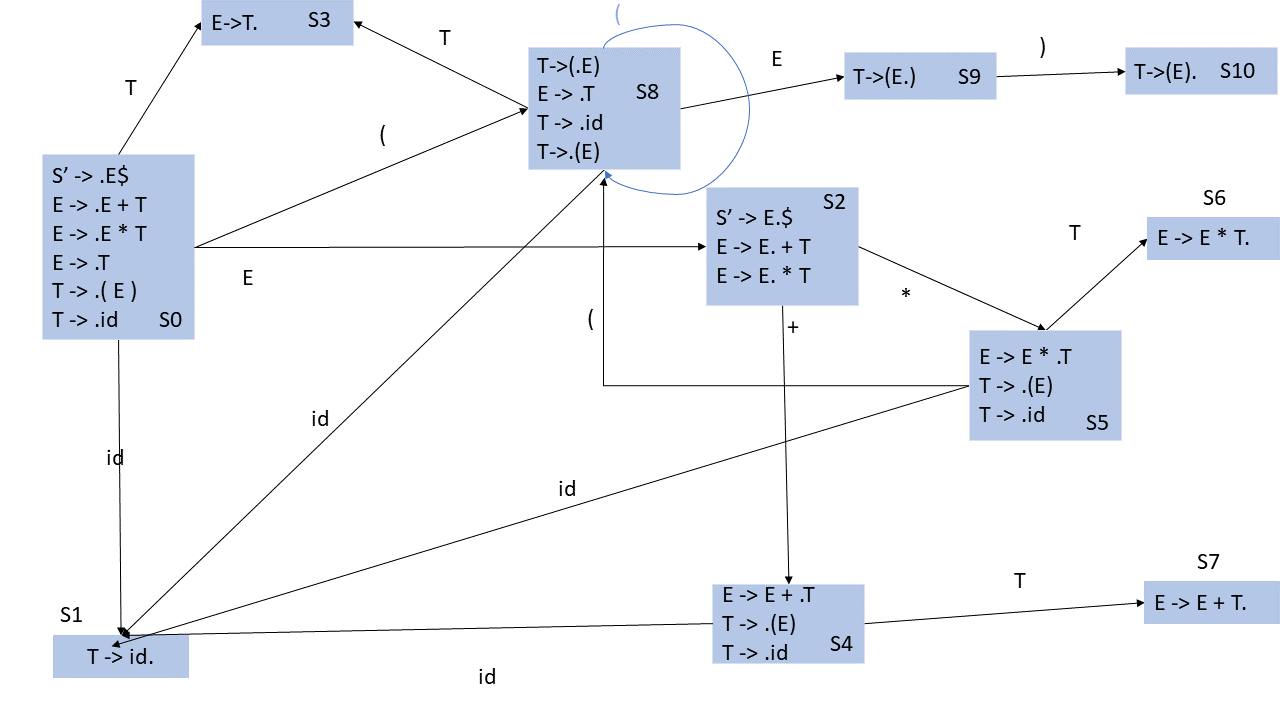 (
E->T. S3
T
T
T->(.E)
E -> .T
T -> .id
T->.(E)
S8
E
T->(E.) S9
)
T->(E). S10
(
S’ -> .E$
E -> .E + T
E -> .E * T
E -> .T
T -> .( E )
T -> .id S0
E
S’ -> E.$
E -> E. + T
E -> E. * T
S2
S6
E -> E * T.
T
*
(
+
E -> E * .T
T -> .(E)
T -> .id
S5
id
id
id
S1
T -> id.
E -> E + .T
T -> .(E)
T -> .id
S4
T
S7
E -> E + T.
id